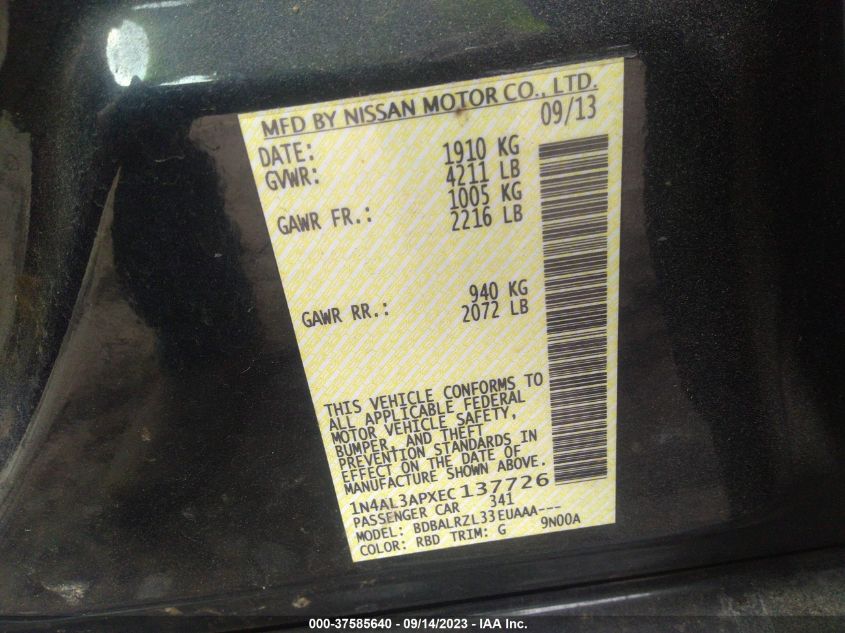 MFD BY NISSAN MOTOR CO., LTD.
DATE: 09/13
GVWR: 1910 KG
4211 LB
GAWR FR.: 1005 KG
2216 LB
GAWR RR.: 940 KG
2072 LB
THIS VEHICLE CONFORMS TO
ALL APPLICABLE FEDERAL
MOTOR VEHICLE SAFETY,
BUMPER, AND THEFT
PREVENTION STANDARDS IN
EFFECT ON THE DATE OF
MANUFACTURE SHOWN ABOVE.
1N4AL3APXEC137726
PASSENGER CAR 341
MODEL: BDBALRZL33EUAAA---
COLOR: RBD TRIM: G 9N00A
000-37585640 - 09/14/2023 - IAA Inc.